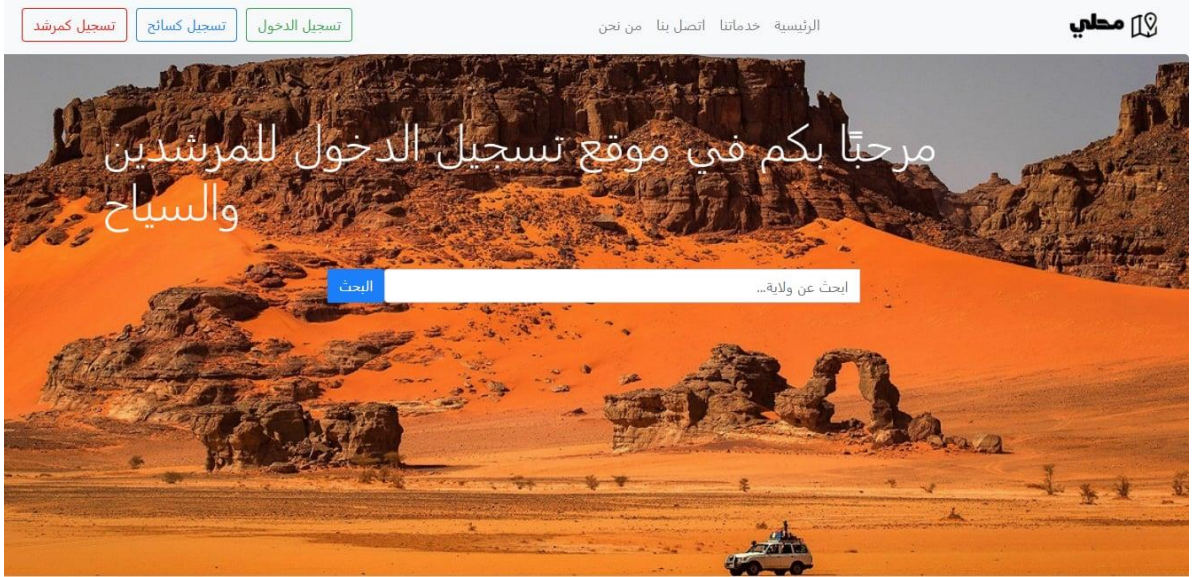 محلي
الرئيسية خدماتنا اتصل بنا من نحن
تسجيل الدخول
تسجيل كسائح
تسجيل كمرشد
مرحبًا بكم في موقع تسجيل الدخول للمرشدين
والسياح
ابحث عن ولاية...
البحث